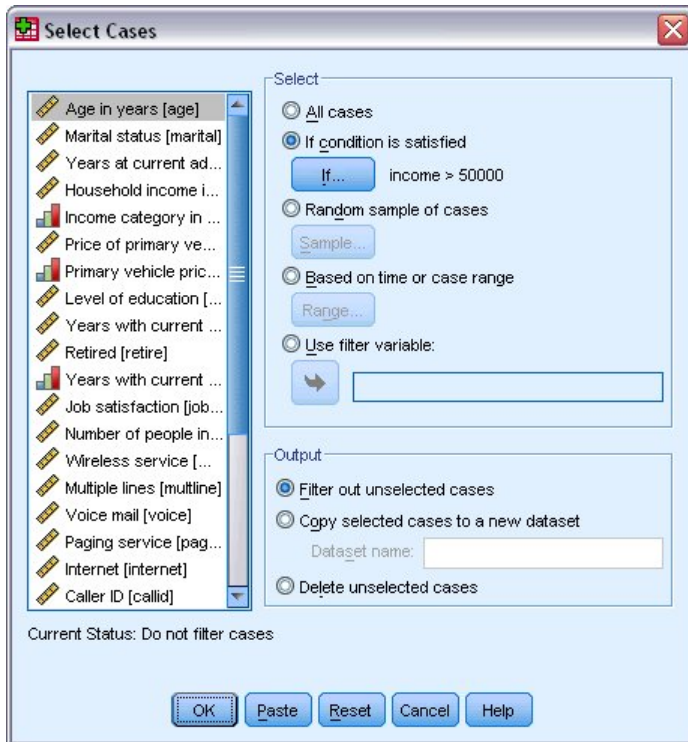 Select Cases
Age in years [age]
Marital status [marital]
Years at current ad...
Household income i...
Income category in ...
Price of primary ve...
Primary vehicle pric...
Level of education [...
Years with current ...
Retired [retire]
Years with current ...
Job satisfaction [job...
Number of people in...
Wireless service [...
Multiple lines [multline]
Voice mail [voice]
Paging service [pag...
Internet [internet]
Caller ID [callid]
Select
All cases
If condition is satisfied
If... income > 50000
Random sample of cases
Sample...
Based on time or case range
Range...
Use filter variable:
Output
Filter out unselected cases
Copy selected cases to a new dataset
Dataset name:
Delete unselected cases
Current Status: Do not filter cases
OK Paste Reset Cancel Help